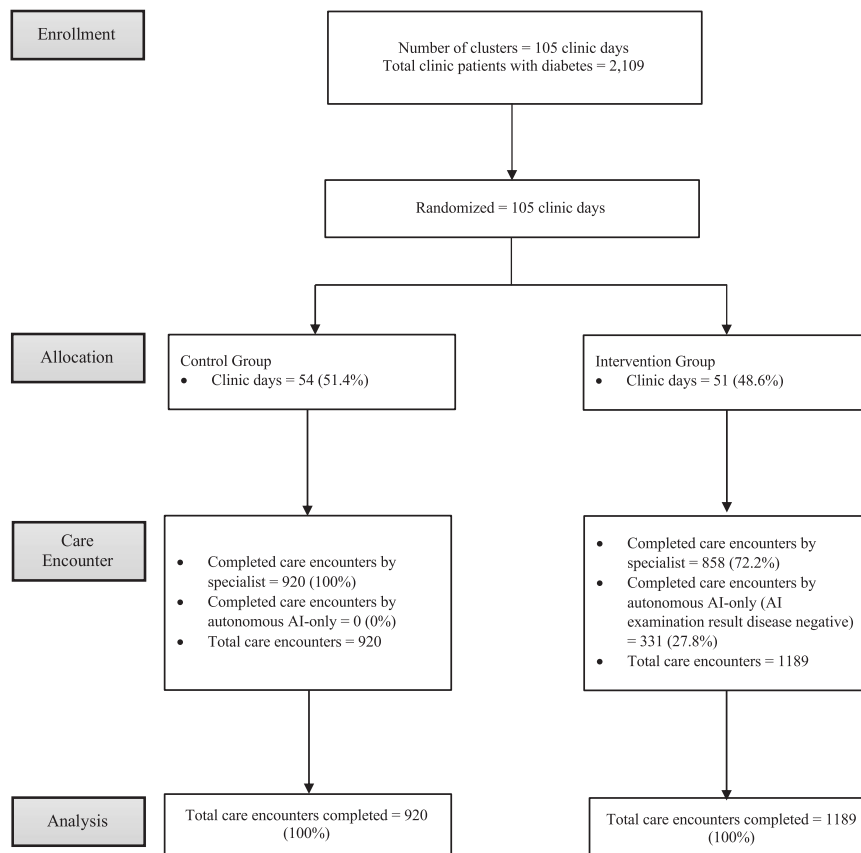 Enrollment
Number of clusters = 105 clinic days
Total clinic patients with diabetes = 2,109
Randomized = 105 clinic days
Allocation
Control Group
• Clinic days = 54 (51.4%)
Intervention Group
• Clinic days = 51 (48.6%)
Care
Encounter
• Completed care encounters by
specialist = 920 (100%)
• Completed care encounters by
autonomous AI-only = 0 (0%)
• Total care encounters = 920
• Completed care encounters by
specialist = 858 (72.2%)
• Completed care encounters by
autonomous AI-only (AI
examination result disease negative)
= 331 (27.8%)
• Total care encounters = 1189
Analysis
Total care encounters completed = 920
(100%)
Total care encounters completed = 1189
(100%)